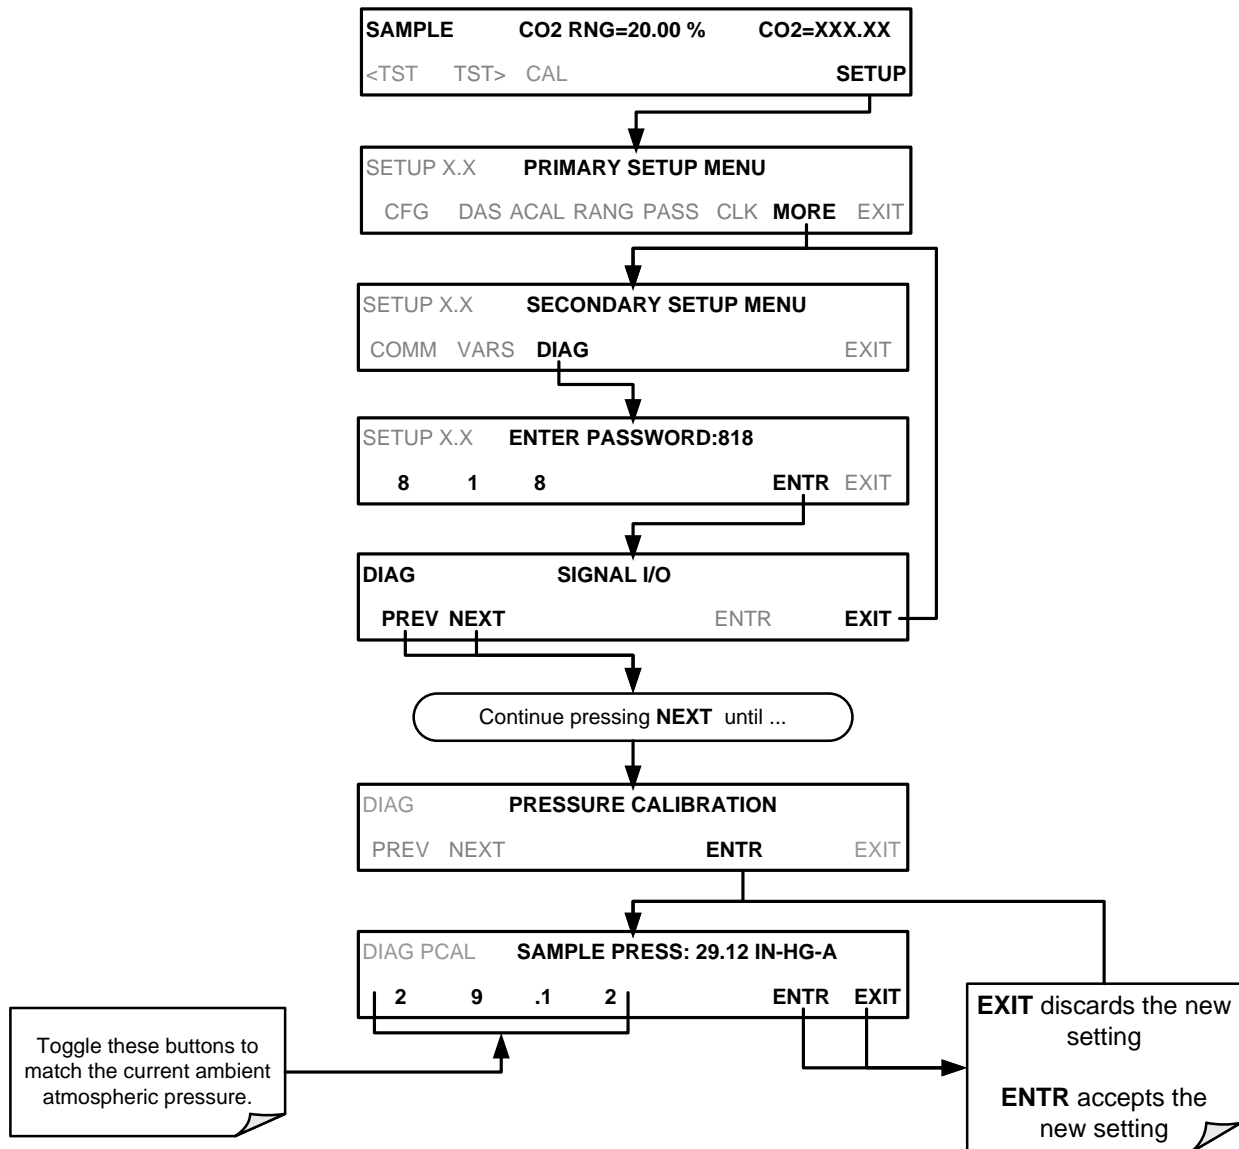 SAMPLE CO2 RNG=20.00 % CO2=XXX.XX
<TST TST> CAL SETUP
SETUP X.X PRIMARY SETUP MENU
CFG DAS ACAL RANG PASS CLK MORE EXIT
SETUP X.X SECONDARY SETUP MENU
COMM VARS DIAG EXIT
SETUP X.X ENTER PASSWORD:818
8 1 8 ENTR EXIT
DIAG SIGNAL I/O
PREV NEXT ENTR EXIT
Continue pressing NEXT until ...
DIAG PRESSURE CALIBRATION
PREV NEXT ENTR EXIT
DIAG PCAL SAMPLE PRESS: 29.12 IN-HG-A
2 9 .1 2 ENTR EXIT
Toggle these buttons to
match the current ambient
atmospheric pressure.
EXIT discards the new
setting
ENTR accepts the
new setting